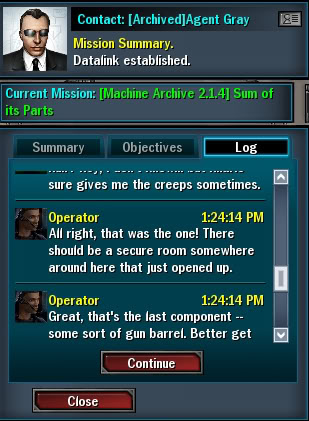 Contact: [Archived]Agent Gray
Mission Summary.
Datalink established.
Current Mission: [Machine Archive 2.1.4] Sum of
its Parts
Summary
Objectives
Log
sure gives me the creeps sometimes.
Operator 1:24:14 PM
All right, that was the one! There
should be a secure room somewhere
around here that just opened up.
Operator 1:24:14 PM
Great, that's the last component --
some sort of gun barrel. Better get
Continue
Close